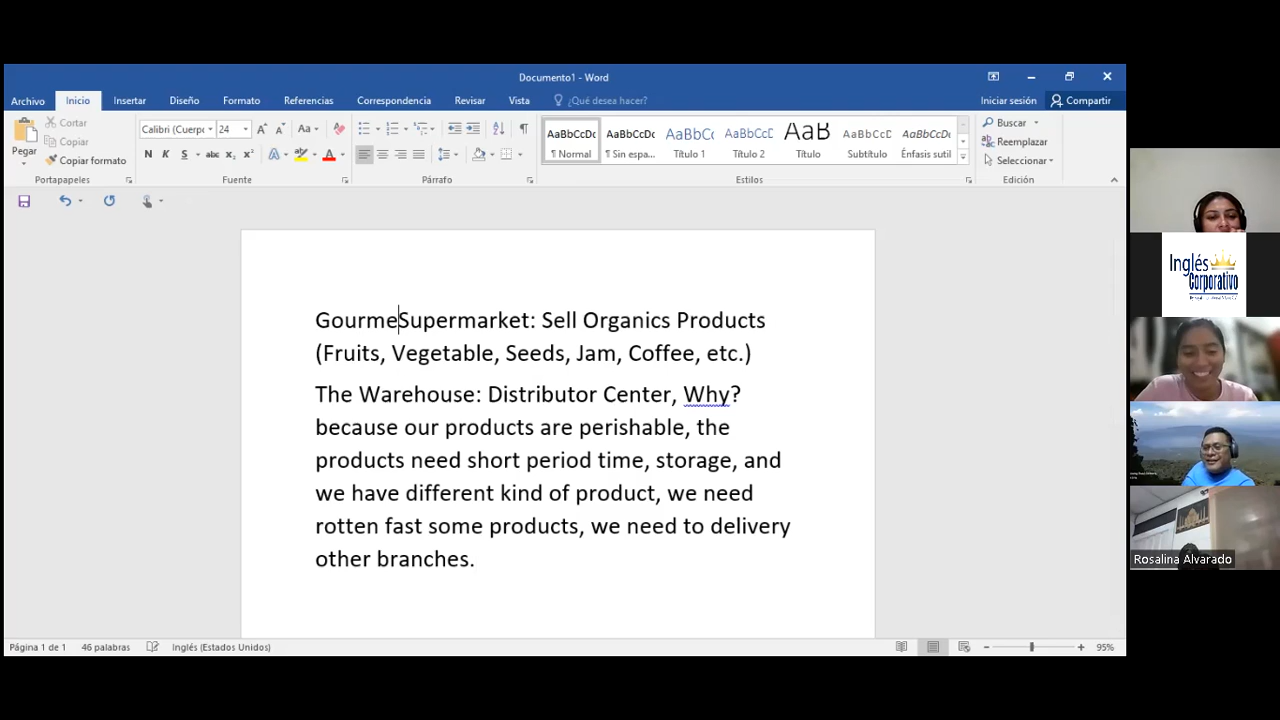 Documento1 - Word
Archivo Inicio Insertar Diseño Formato Referencias Correspondencia Revisar Vista ¿Qué desea hacer? Iniciar sesión Compartir
Pegar
Cortar
Copiar
Copiar formato
Portapapeles
Calibri (Cuerpo 24
N K S abc x₂ x²
Fuente
Párrafo
AaBbCcDc AaBbCcDc AaBbCc AaBbCcD AaB AaBbCcD AaBbCcDc
¶ Normal ¶ Sin espa... Título 1 Título 2 Título Subtítulo Énfasis sutil
Estilos
Buscar
Reemplazar
Seleccionar
Edición
GourmeSupermarket: Sell Organics Products
(Fruits, Vegetable, Seeds, Jam, Coffee, etc.)
The Warehouse: Distributor Center, Why?
because our products are perishable, the
products need short period time, storage, and
we have different kind of product, we need
rotten fast some products, we need to delivery
other branches.
Página 1 de 1 46 palabras Inglés (Estados Unidos) 95%
Inglés
Corporativo
Rosalina Alvarado